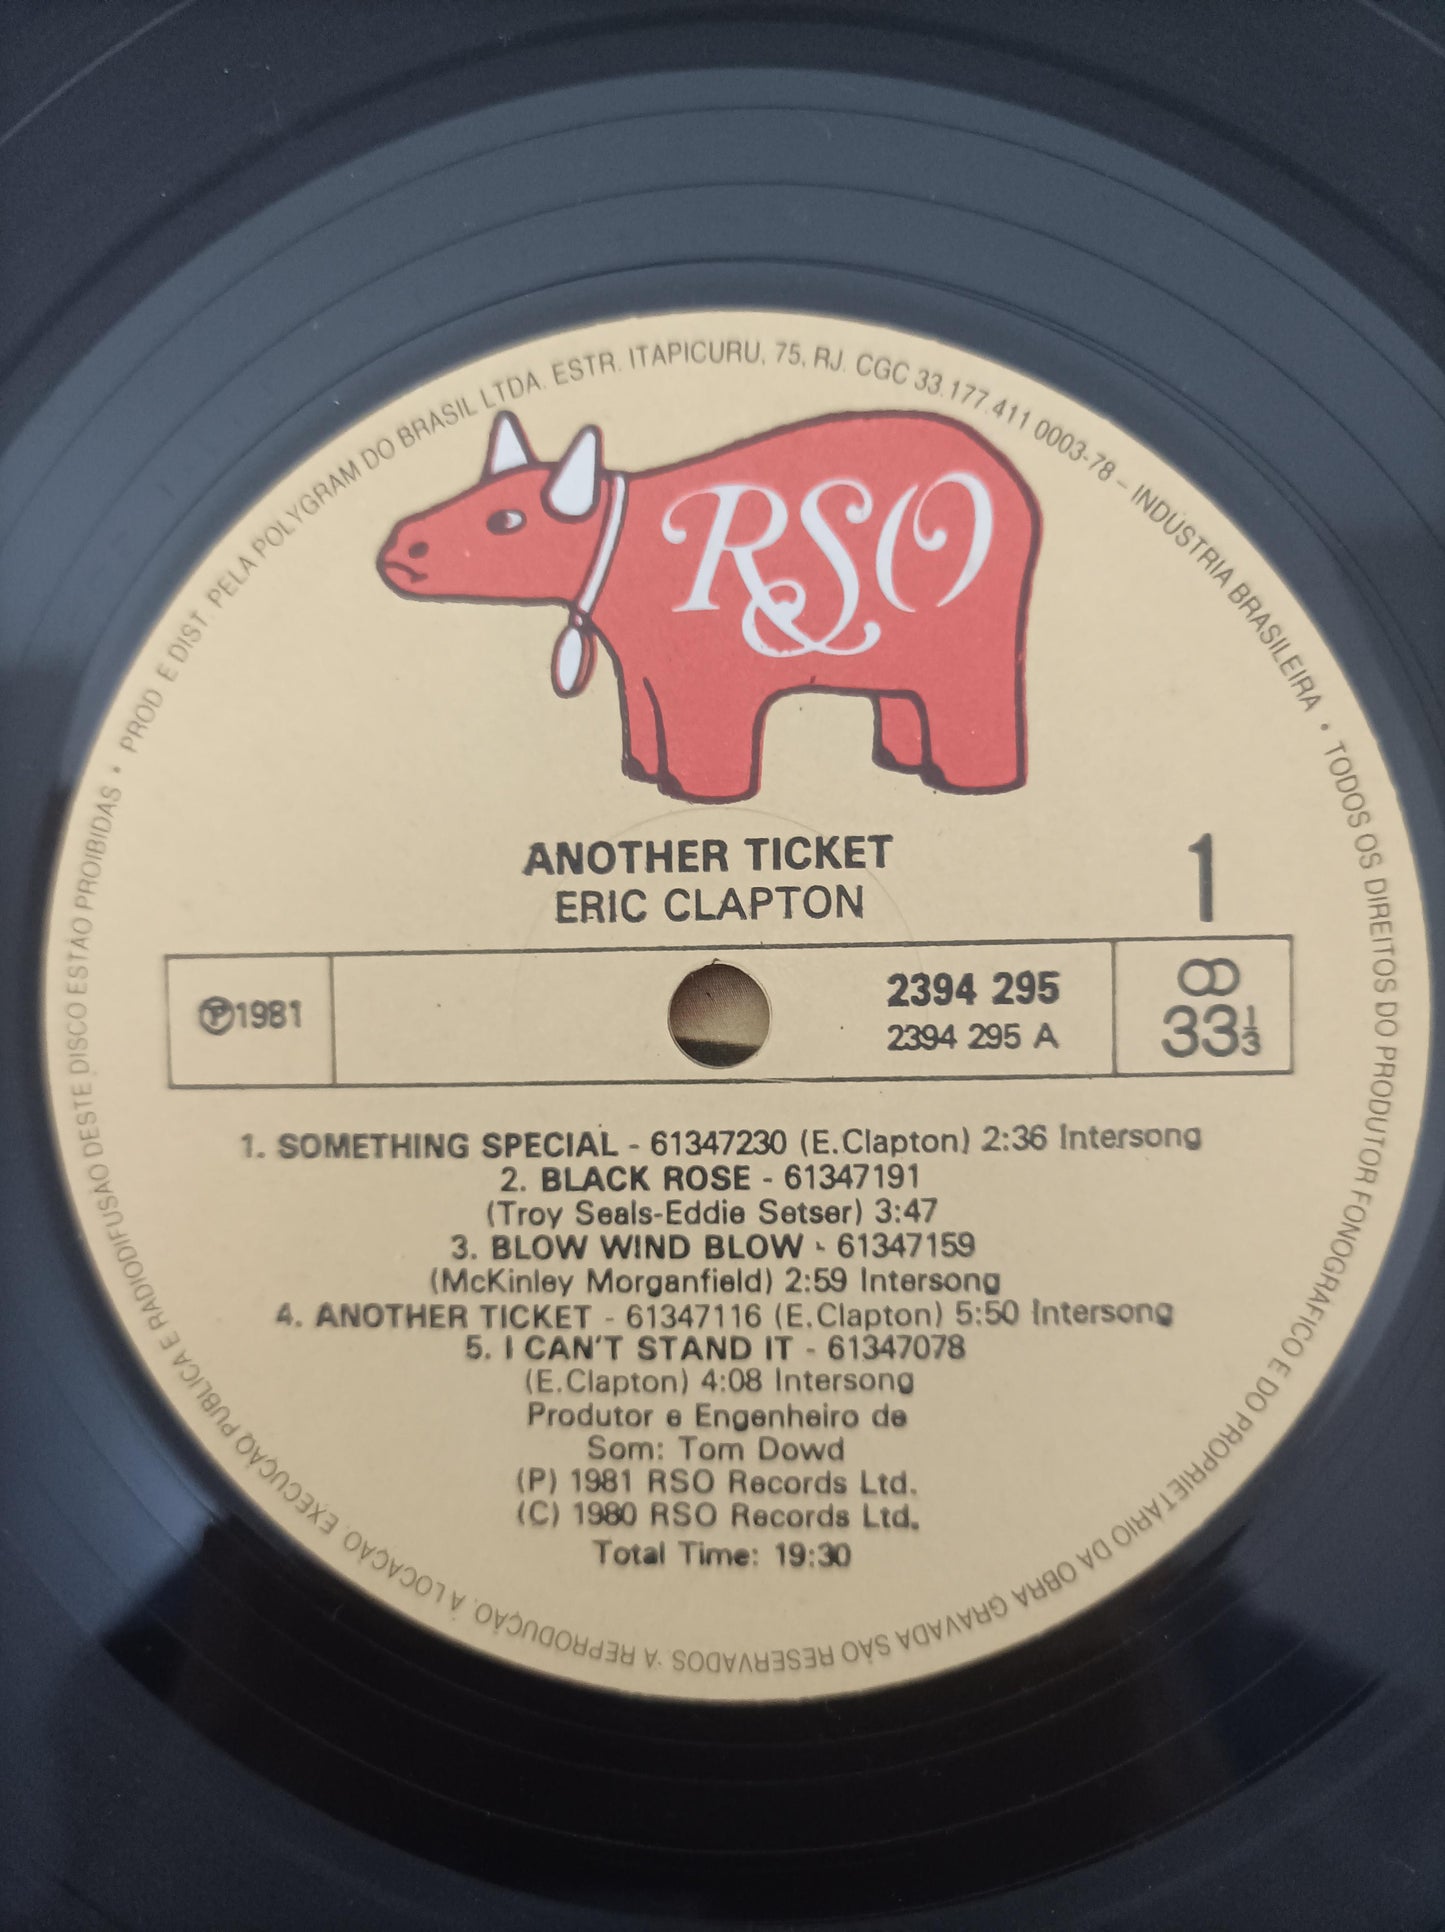 PROD E DIST. PELA POLYGRAM DO BRASIL LTDA. ESTR. ITAPICURU, 75, RJ. CGC 33.177.411 0003-78 – INDÚSTRIA BRASILEIRA • TODOS OS DIREITOS DO PRODUTOR FONOGRÁFICO E DO PROPRIETÁRIO DA OBRA GRAVADA SÃO RESERVADOS. A REPRODUÇÃO. A LOCAÇÃO. EXECUÇÃO PÚBLICA E RADIODIFUSÃO DESTE DISCO ESTÃO PROIBIDAS •
RSO
ANOTHER TICKET
ERIC CLAPTON
1
℗1981
2394 295
2394 295 A
33⅓
1. SOMETHING SPECIAL - 61347230 (E.Clapton) 2:36 Intersong
2. BLACK ROSE - 61347191
(Troy Seals-Eddie Setser) 3:47
3. BLOW WIND BLOW - 61347159
(McKinley Morganfield) 2:59 Intersong
4. ANOTHER TICKET - 61347116 (E.Clapton) 5:50 Intersong
5. I CAN'T STAND IT - 61347078
(E.Clapton) 4:08 Intersong
Produtor e Engenheiro de
Som: Tom Dowd
(P) 1981 RSO Records Ltd.
(C) 1980 RSO Records Ltd.
Total Time: 19:30